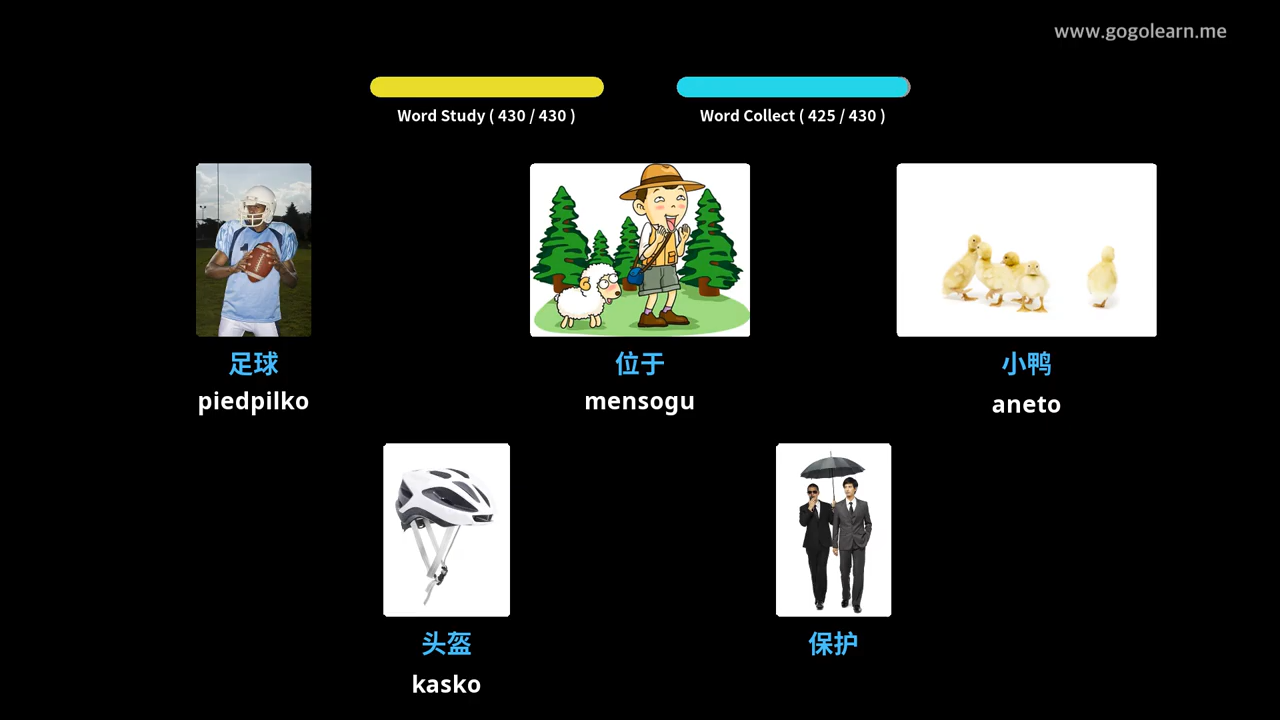 www.gogolearn.me
Word Study ( 430 / 430 )
Word Collect ( 425 / 430 )
足球
位于
小鸭
piedpilko
mensogu
aneto
头盔
保护
kasko